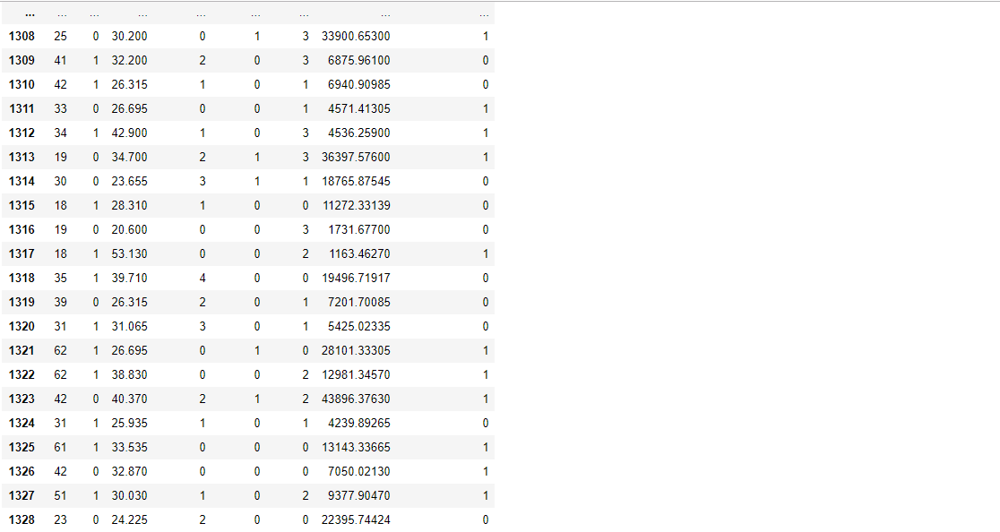 ... ... ... ... ... ... ... ... ...
1308 25 0 30.200 0 1 3 33900.65300 1
1309 41 1 32.200 2 0 3 6875.96100 0
1310 42 1 26.315 1 0 1 6940.90985 0
1311 33 0 26.695 0 0 1 4571.41305 1
1312 34 1 42.900 1 0 3 4536.25900 1
1313 19 0 34.700 2 1 3 36397.57600 1
1314 30 0 23.655 3 1 1 18765.87545 0
1315 18 1 28.310 1 0 0 11272.33139 0
1316 19 0 20.600 0 0 3 1731.67700 0
1317 18 1 53.130 0 0 2 1163.46270 1
1318 35 1 39.710 4 0 0 19496.71917 0
1319 39 0 26.315 2 0 1 7201.70085 0
1320 31 1 31.065 3 0 1 5425.02335 0
1321 62 1 26.695 0 1 0 28101.33305 1
1322 62 1 38.830 0 0 2 12981.34570 1
1323 42 0 40.370 2 1 2 43896.37630 1
1324 31 1 25.935 1 0 1 4239.89265 0
1325 61 1 33.535 0 0 0 13143.33665 1
1326 42 0 32.870 0 0 0 7050.02130 1
1327 51 1 30.030 1 0 2 9377.90470 1
1328 23 0 24.225 2 0 0 22395.74424 0